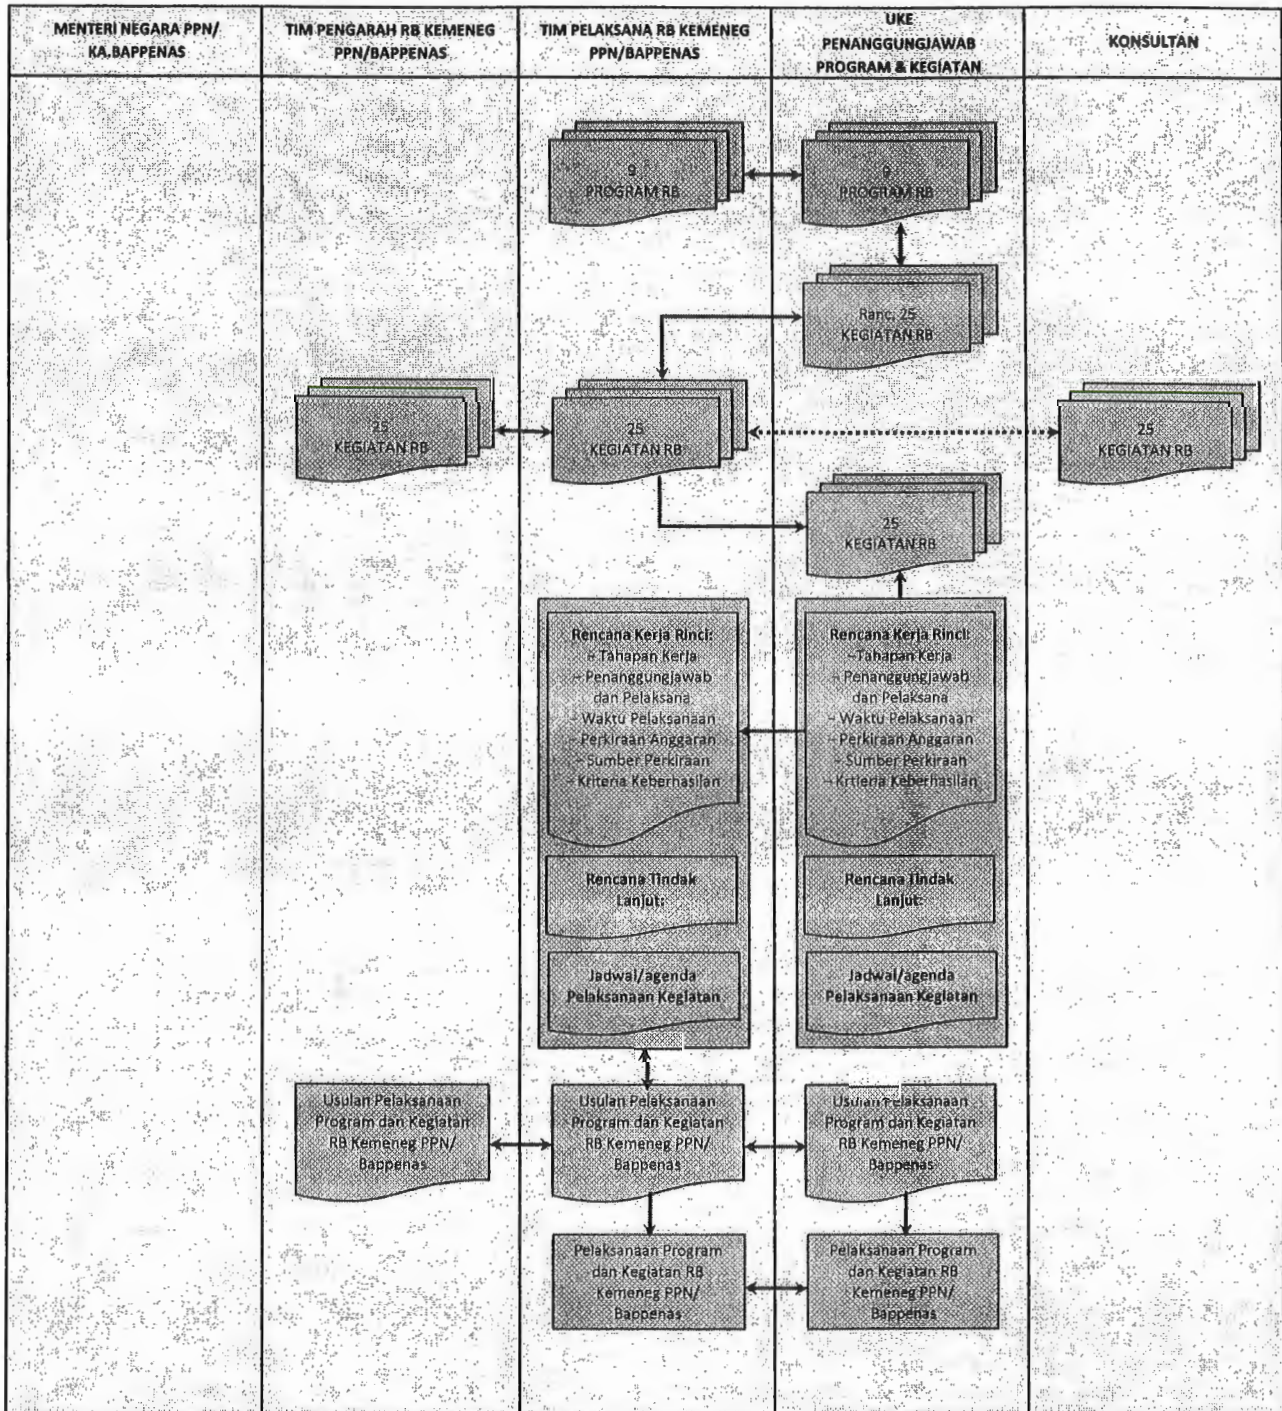 MENTERI NEGARA PPN/
KA.BAPPENAS
TIM PENGARAH RB KEMENEG
PPN/BAPPENAS
TIM PELAKSANA RB KEMENEG
PPN/BAPPENAS
UKE
PENANGGUNGJAWAB
PROGRAM & KEGIATAN
KONSULTAN
9
PROGRAM RB
9
PROGRAM RB
Ranc. 25
KEGIATAN RB
25
KEGIATAN RB
25
KEGIATAN RB
25
KEGIATAN RB
25
KEGIATAN RB
Rencana Kerja Rinci:
– Tahapan Kerja
– Penanggungjawab
dan Pelaksana
– Waktu Pelaksanaan
– Perkiraan Anggaran
– Sumber Perkiraan
– Kriteria Keberhasilan
Rencana Tindak
Lanjut:
Jadwal/agenda
Pelaksanaan Kegiatan
Rencana Kerja Rinci:
–Tahapan Kerja
– Penanggungjawab
dan Pelaksana
– Waktu Pelaksanaan
– Perkiraan Anggaran
– Sumber Perkiraan
– Krtieria Keberhasilan
Rencana Tindak
Lanjut:
Jadwal/agenda
Pelaksanaan Kegiatan
Usulan Pelaksanaan
Program dan Kegiatan
RB Kemeneg PPN/
Bappenas
Usulan Pelaksanaan
Program dan Kegiatan
RB Kemeneg PPN/
Bappenas
Usulan Pelaksanaan
Program dan Kegiatan
RB Kemeneg PPN/
Bappenas
Pelaksanaan Program
dan Kegiatan RB
Kemeneg PPN/
Bappenas
Pelaksanaan Program
dan Kegiatan RB
Kemeneg PPN/
Bappenas